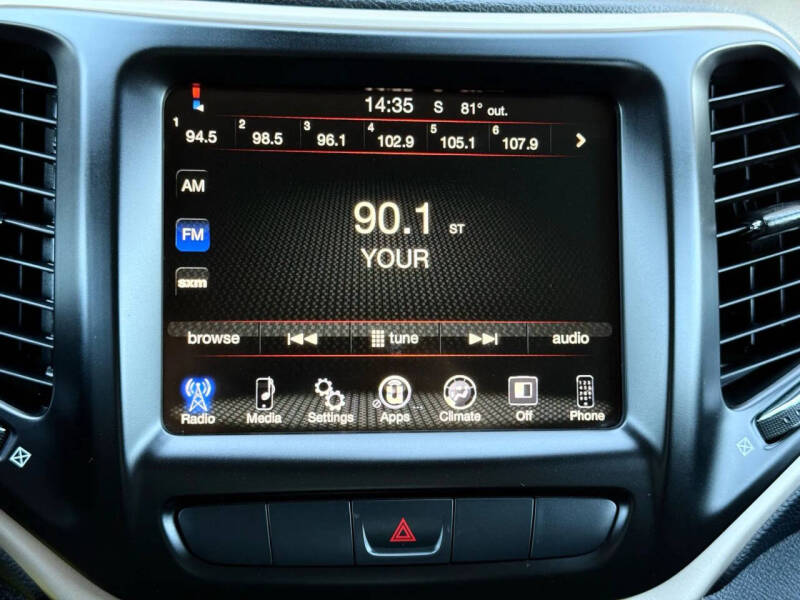 14:35 S 81° out.
1 94.5 2 98.5 3 96.1 4 102.9 5 105.1 6 107.9
AM
90.1 ST
FM
YOUR
sxm
browse tune audio
Radio Media Settings Apps Climate Off Phone